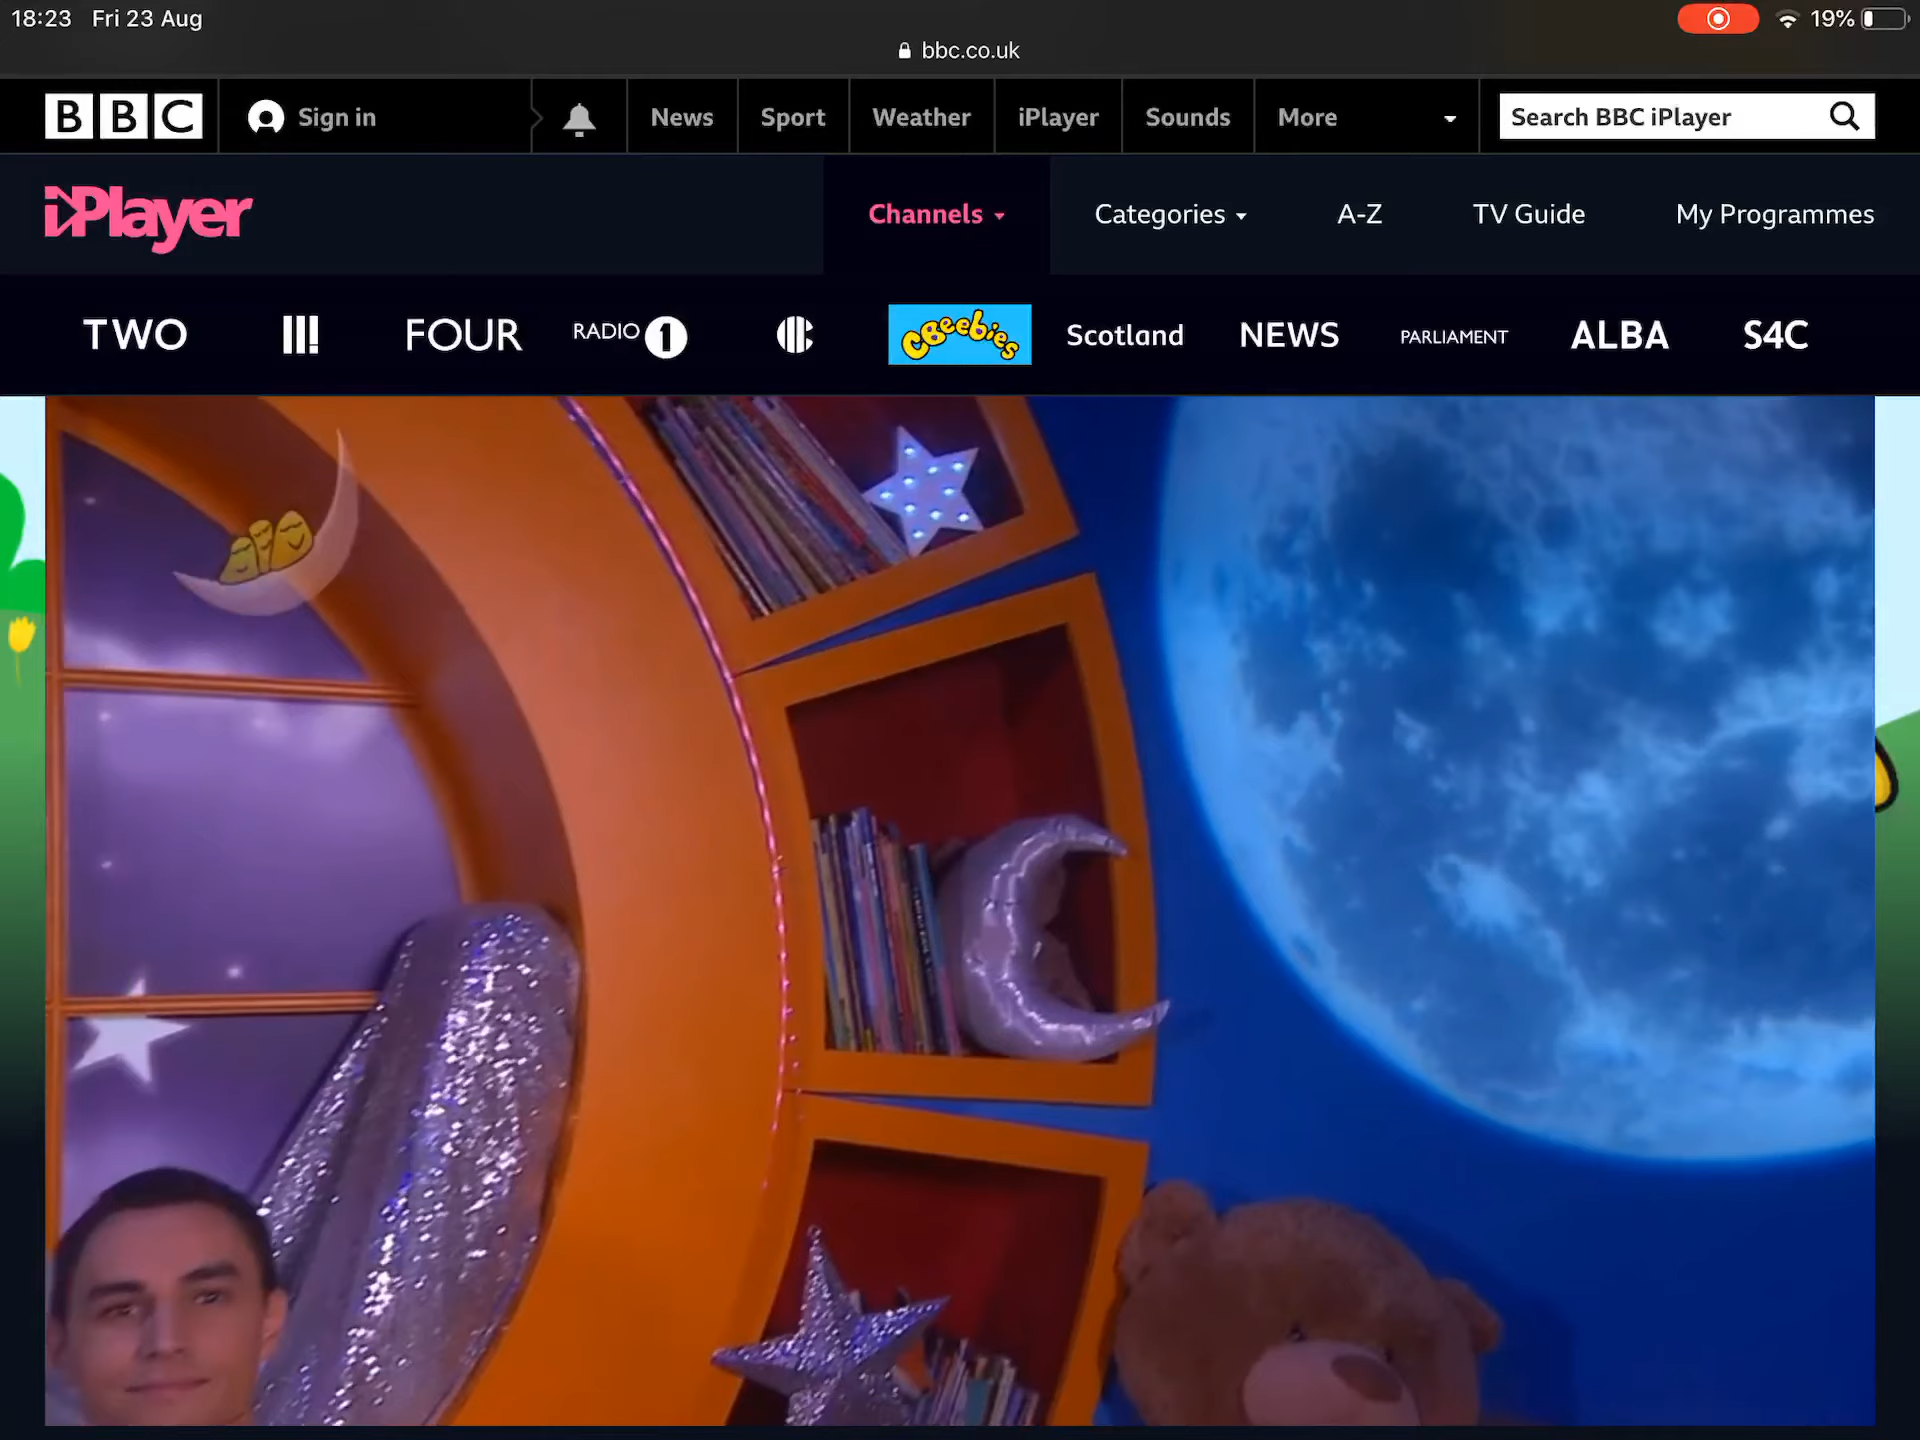 18:23 Fri 23 Aug
19%
bbc.co.uk
BBC Sign in News Sport Weather iPlayer Sounds More Search BBC iPlayer
iPlayer Channels Categories A-Z TV Guide My Programmes
TWO III! FOUR RADIO 1 CBeebies Scotland NEWS PARLIAMENT ALBA S4C